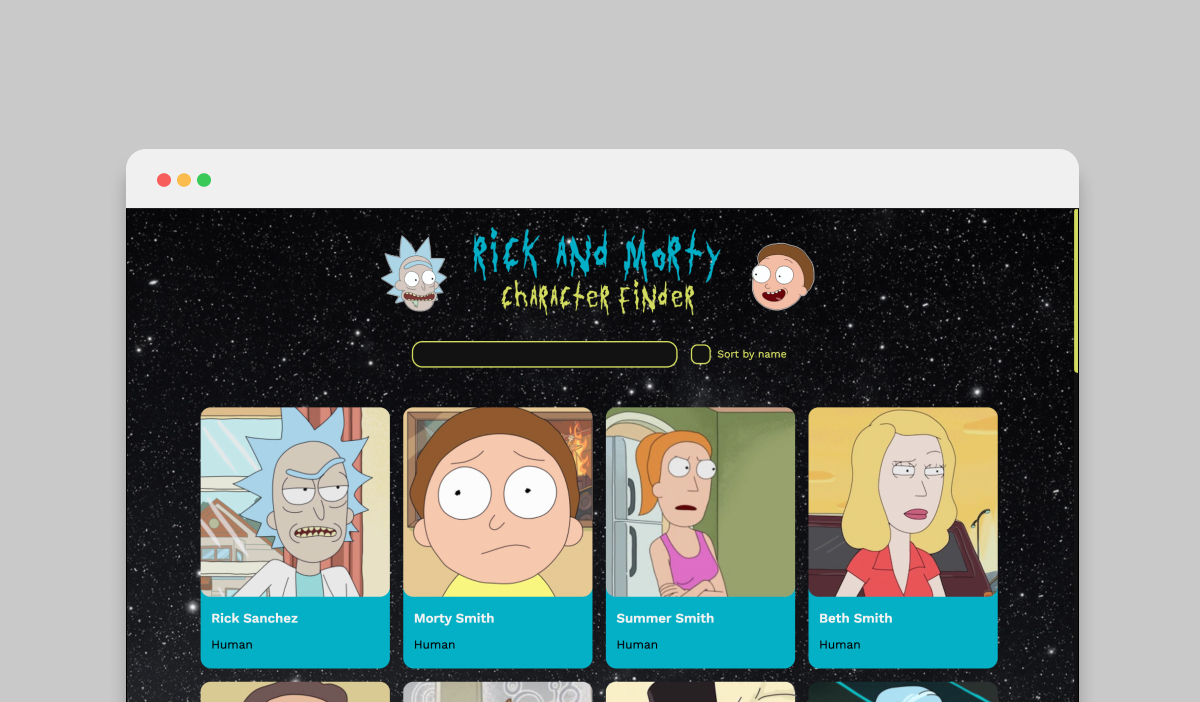 Rick and Morty
Character Finder
Sort by name
Rick Sanchez
Human
Morty Smith
Human
Summer Smith
Human
Beth Smith
Human